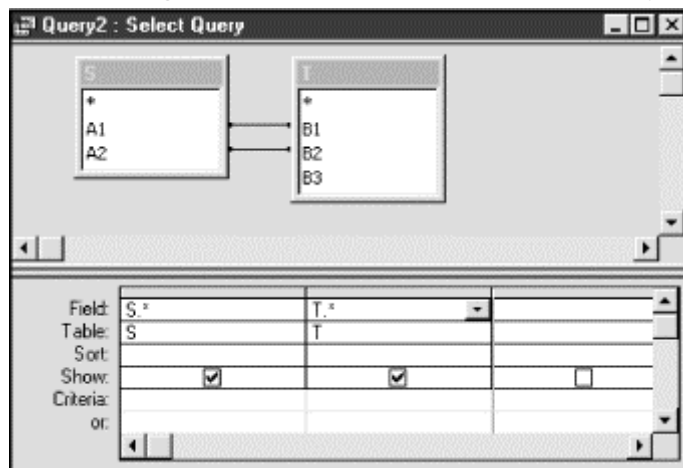 Query2 : Select Query
S
*
A1
A2
T
*
B1
B2
B3
Field: S.* T.*
Table: S T
Sort:
Show:
Criteria:
or: